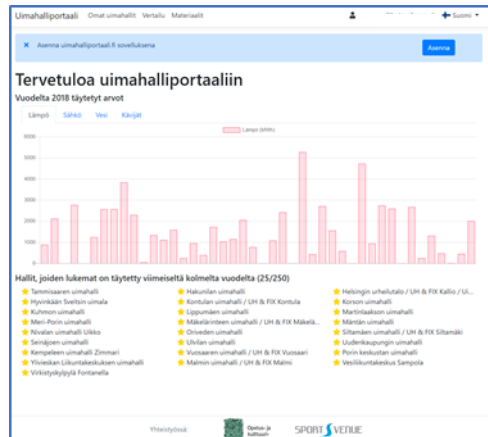 Uimahalliportaali Omat uimahallit Vertailu Materiaalit Suomi
× Asenna uimahalliportaali.fi sovelluksena Asenna
Tervetuloa uimahalliportaaliin
Vuodelta 2018 täytetyt arvot
Lämpö Sähkö Vesi Kävijät
Lämpö (MWh)
6000
5000
4000
3000
2000
1000
0
Hallit, joiden lukemat on täytetty viimeiseltä kolmelta vuodelta (25/250)
Tammisaaren uimahalli Hakunilan uimahalli Helsingin urheilutalo / UH & FIX Kallio / Ui...
Hyvinkään Sveitsin uimala Kontulan uimahalli / UH & FIX Kontula Korson uimahalli
Kuhmon uimahalli Lippumäen uimahalli Martinlaakson uimahalli
Meri-Porin uimahalli Mäkelänrinteen uimahalli / UH & FIX Mäkelä... Mäntän uimahalli
Nivalan uimahalli Uikko Oriveden uimahalli Siltamäen uimahalli / UH & FIX Siltamäki
Seinäjoen uimahalli Ulvilan uimahalli Uudenkaupungin uimahalli
Kempeleen uimahalli Zimmari Vuosaaren uimahalli / UH & FIX Vuosaari Porin keskustan uimahalli
Ylivieskan Liikuntakeskuksen uimahalli Malmin uimahalli / UH & FIX Malmi Vesiliikuntakeskus Sampola
Virkistyskylpylä Fontanella
Yhteistyössä: Opetus- ja SPORT VENUE
kulttuuri